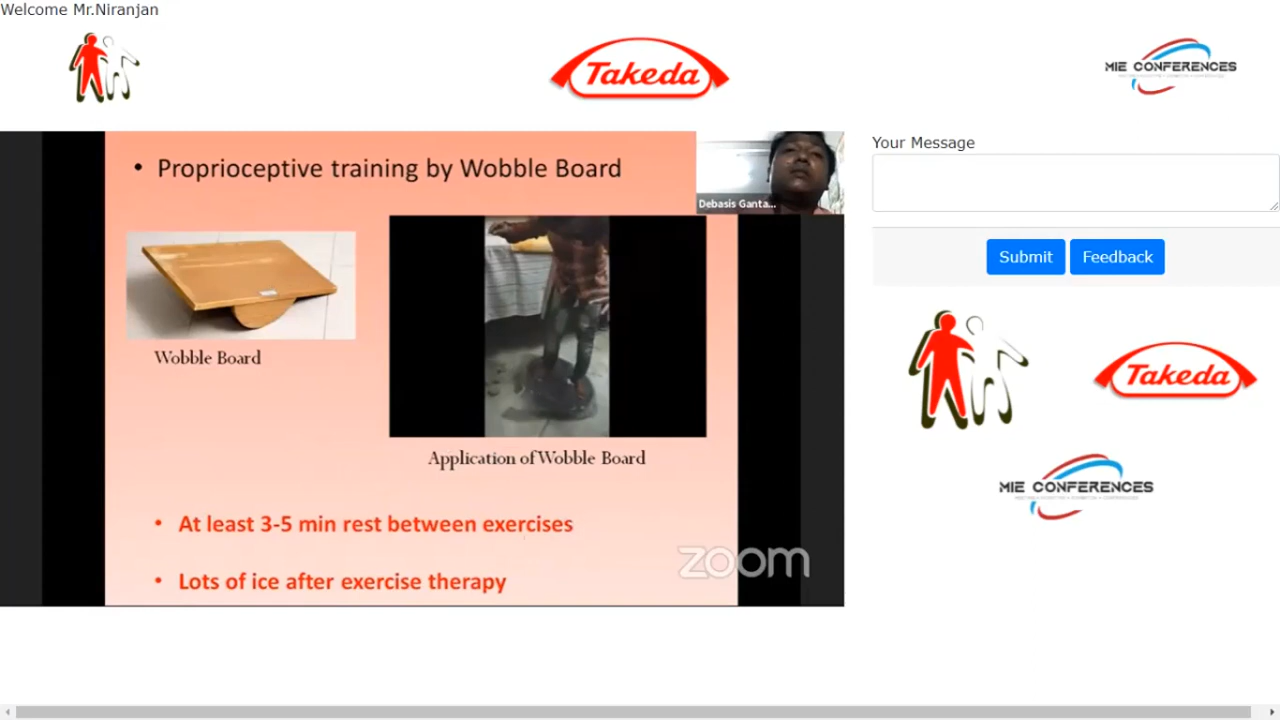 Welcome Mr.Niranjan
Takeda
MIE CONFERENCES
• Proprioceptive training by Wobble Board
Debasis Ganta...
Your Message
Submit
Feedback
Wobble Board
Application of Wobble Board
Takeda
MIE CONFERENCES
• At least 3-5 min rest between exercises
zoom
• Lots of ice after exercise therapy